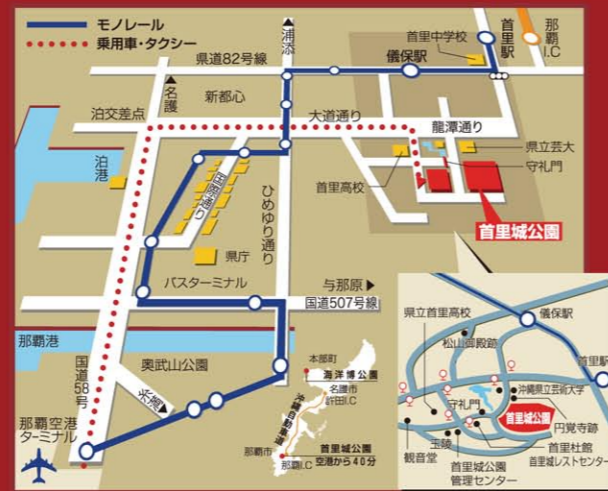 モノレール
乗用車・タクシー
浦添
首里中学校
首里駅
那覇I.C
県道82号線
儀保駅
名護
新都心
泊交差点
大道通り
龍潭通り
県立芸大
泊港
国際通り
首里高校
守礼門
ひめゆり通り
首里城公園
県庁
バスターミナル
与那原
国道507号線
那覇港
奥武山公園
国道58号
糸満
那覇空港
ターミナル
本部町
海洋博公園
名護市
許田I.C
沖縄自動車道
那覇市
那覇I.C
首里城公園
空港から40分
儀保駅
県立首里高校
松山御殿跡
首里駅
沖縄県立芸術大学
守礼門
首里城公園
円覚寺跡
観音堂
玉陵
首里杜館
首里城レストセンター
首里城公園
管理センター